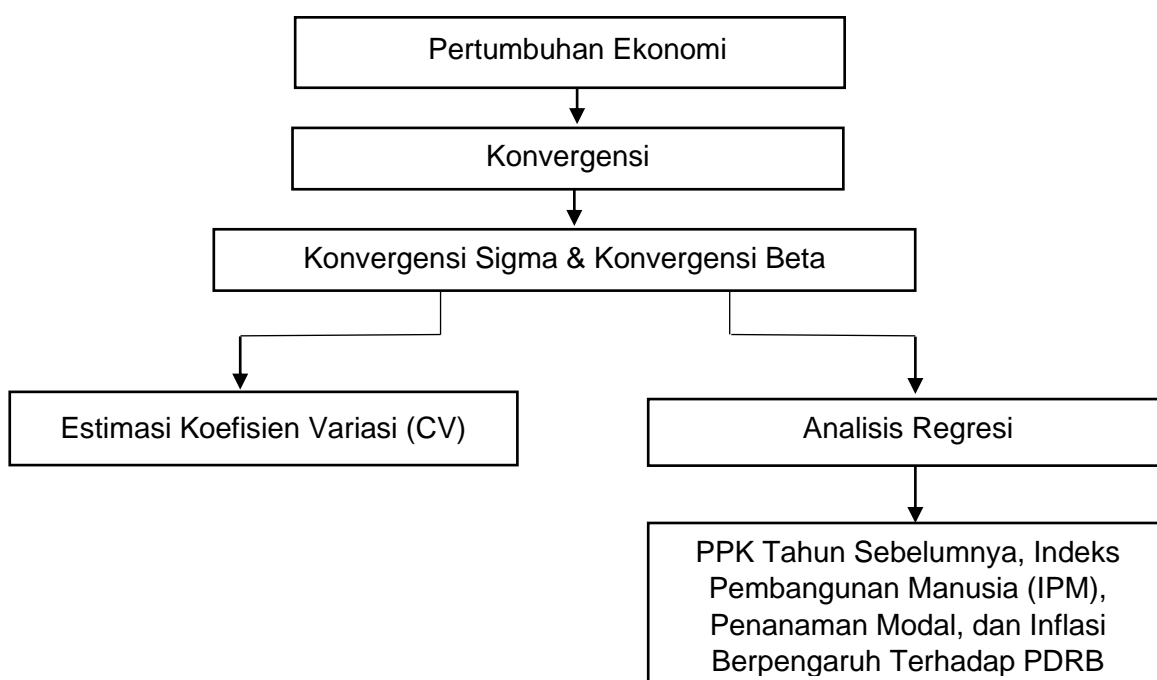 Pertumbuhan Ekonomi
Konvergensi
Konvergensi Sigma & Konvergensi Beta
Estimasi Koefisien Variasi (CV)
Analisis Regresi
PPK Tahun Sebelumnya, Indeks
Pembangunan Manusia (IPM),
Penanaman Modal, dan Inflasi
Berpengaruh Terhadap PDRB